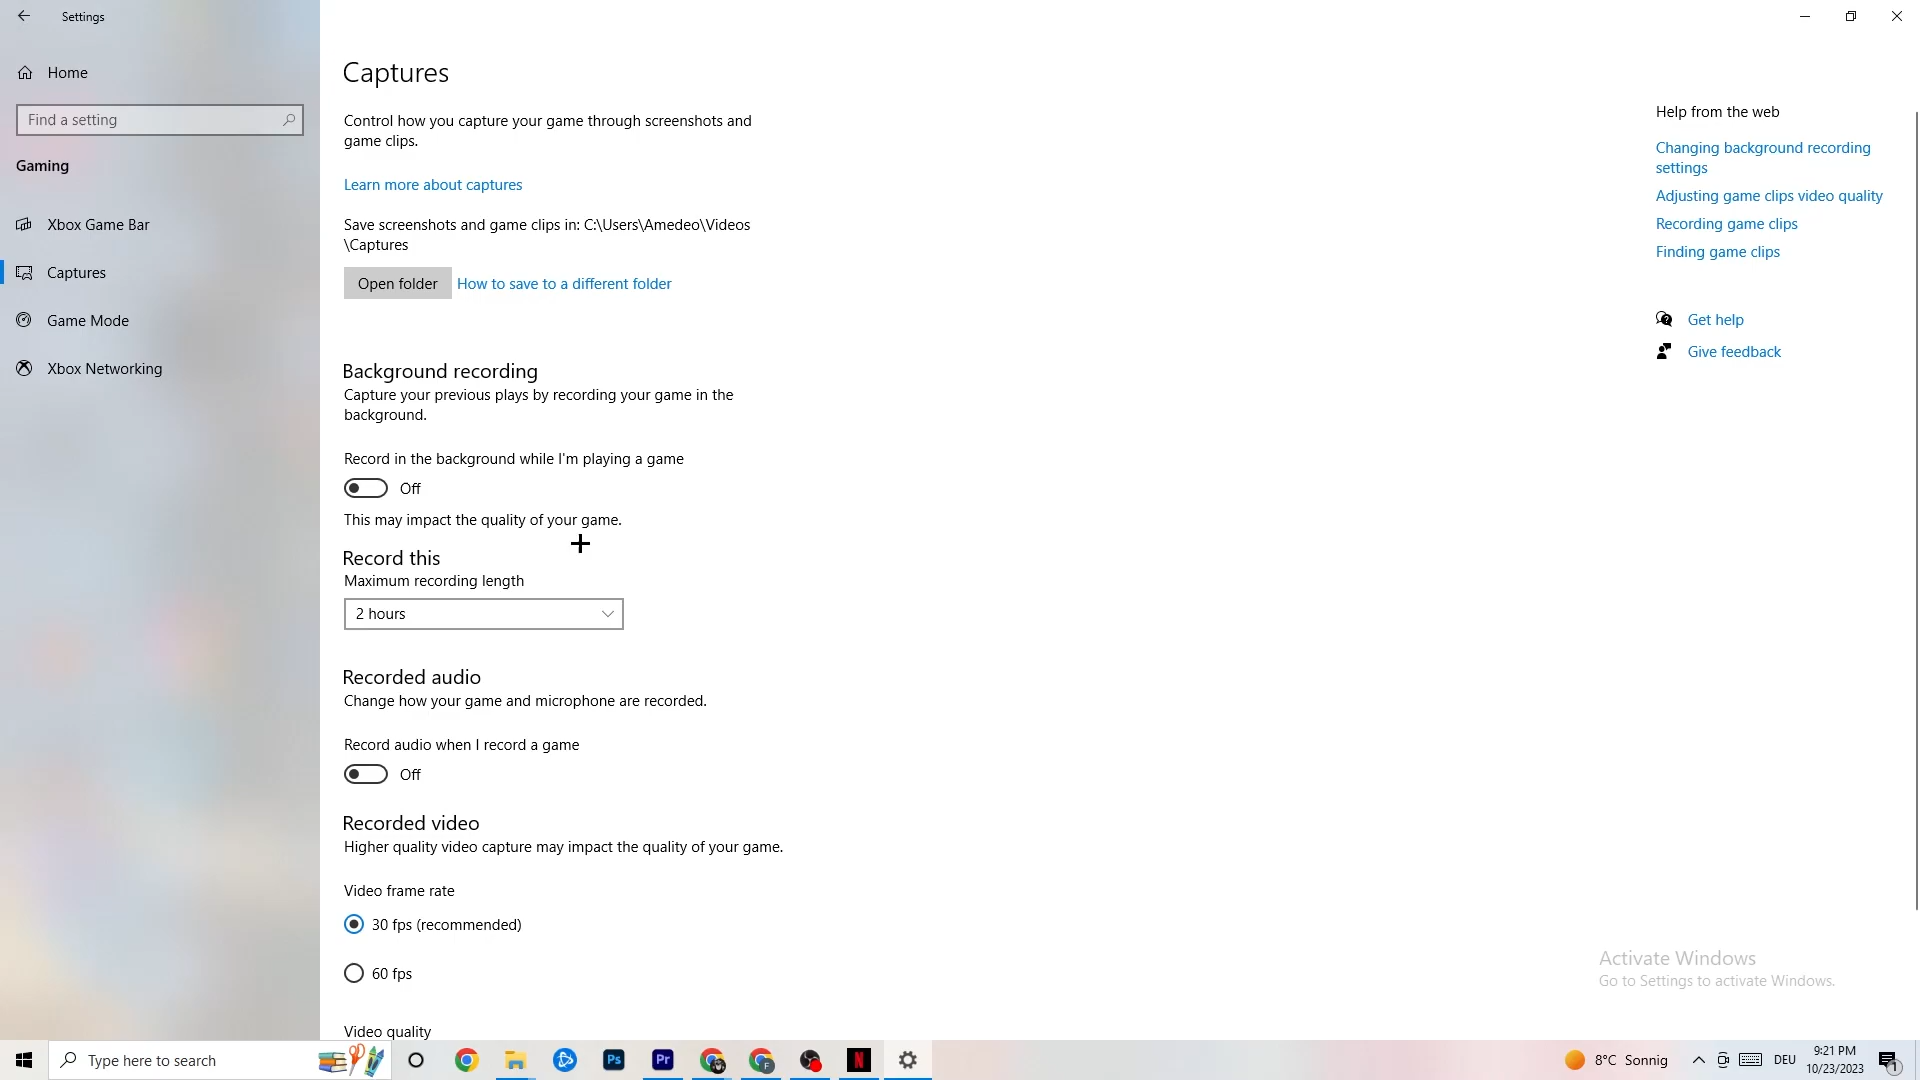 Settings
Home
Find a setting
Gaming
Xbox Game Bar
Captures
Game Mode
Xbox Networking
Captures
Control how you capture your game through screenshots and
game clips.
Learn more about captures
Save screenshots and game clips in: C:\Users\Amedeo\Videos
\Captures
Open folder
How to save to a different folder
Background recording
Capture your previous plays by recording your game in the
background.
Record in the background while I'm playing a game
Off
This may impact the quality of your game.
Record this
Maximum recording length
2 hours
Recorded audio
Change how your game and microphone are recorded.
Record audio when I record a game
Off
Recorded video
Higher quality video capture may impact the quality of your game.
Video frame rate
30 fps (recommended)
60 fps
Video quality
Help from the web
Changing background recording
settings
Adjusting game clips video quality
Recording game clips
Finding game clips
Get help
Give feedback
Activate Windows
Go to Settings to activate Windows.
Type here to search
Ps
Pr
F
N
8°C Sonnig
DEU
9:21 PM
10/23/2023
1